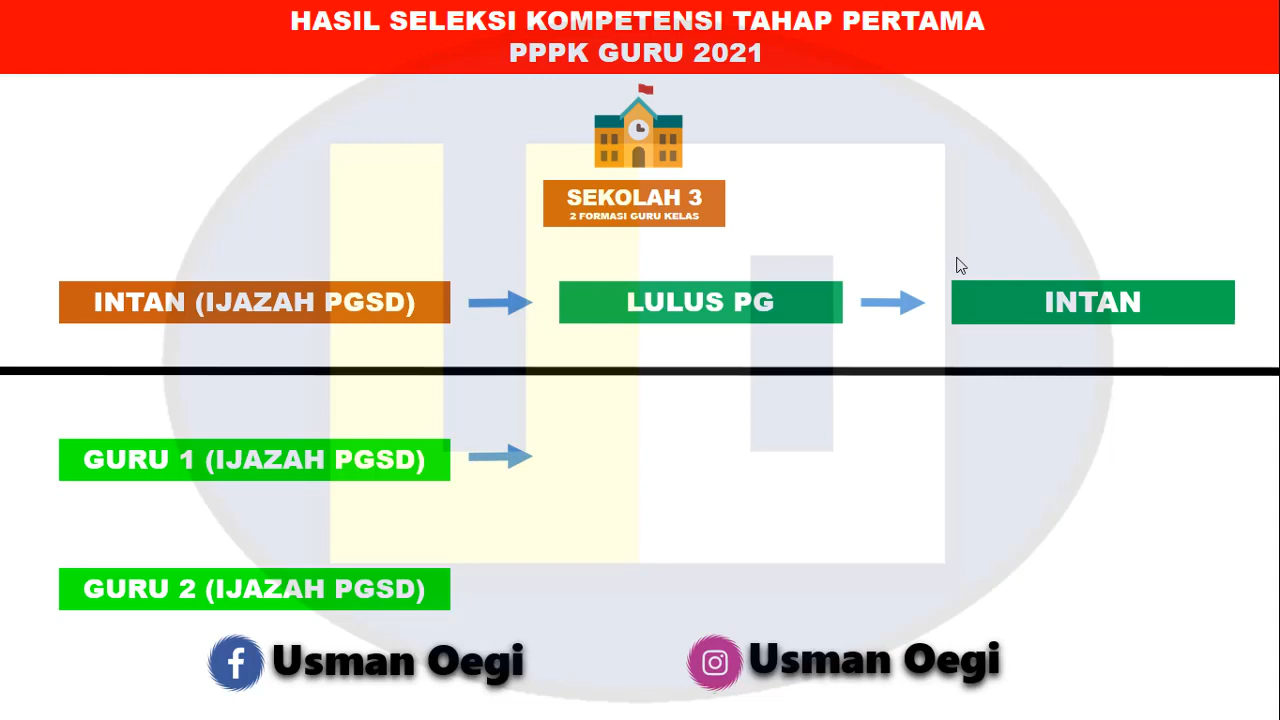 HASIL SELEKSI KOMPETENSI TAHAP PERTAMA
PPPK GURU 2021
SEKOLAH 3
2 FORMASI GURU KELAS
INTAN (IJAZAH PGSD)
LULUS PG
INTAN
GURU 1 (IJAZAH PGSD)
GURU 2 (IJAZAH PGSD)
Usman Oegi
Usman Oegi